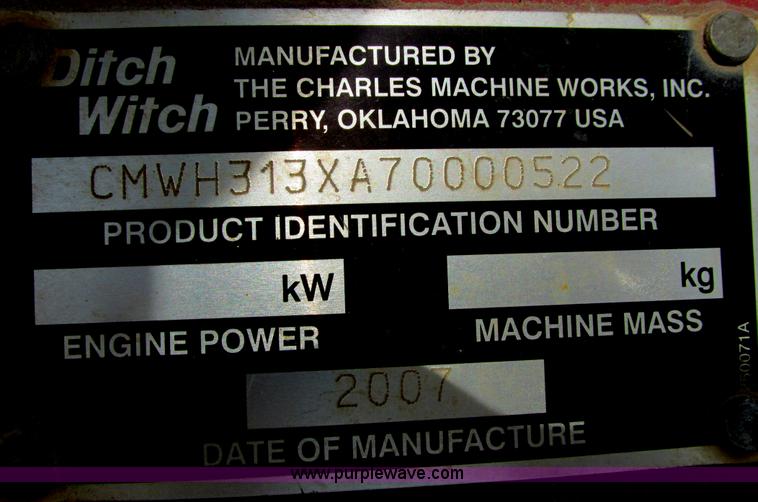 Ditch Witch
MANUFACTURED BY
THE CHARLES MACHINE WORKS, INC.
PERRY, OKLAHOMA 73077 USA
CMWH313XA70000522
PRODUCT IDENTIFICATION NUMBER
kW
kg
ENGINE POWER
MACHINE MASS
2007
DATE OF MANUFACTURE
www.purplewave.com